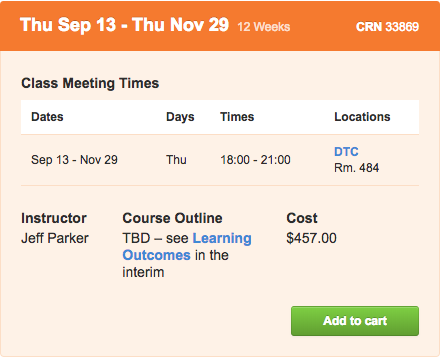 Thu Sep 13 - Thu Nov 29 12 Weeks CRN 33869
Class Meeting Times
Dates Days Times Locations
Sep 13 - Nov 29 Thu 18:00 - 21:00 DTC
Rm. 484
Instructor Course Outline Cost
Jeff Parker TBD – see Learning $457.00
Outcomes in the
interim
Add to cart